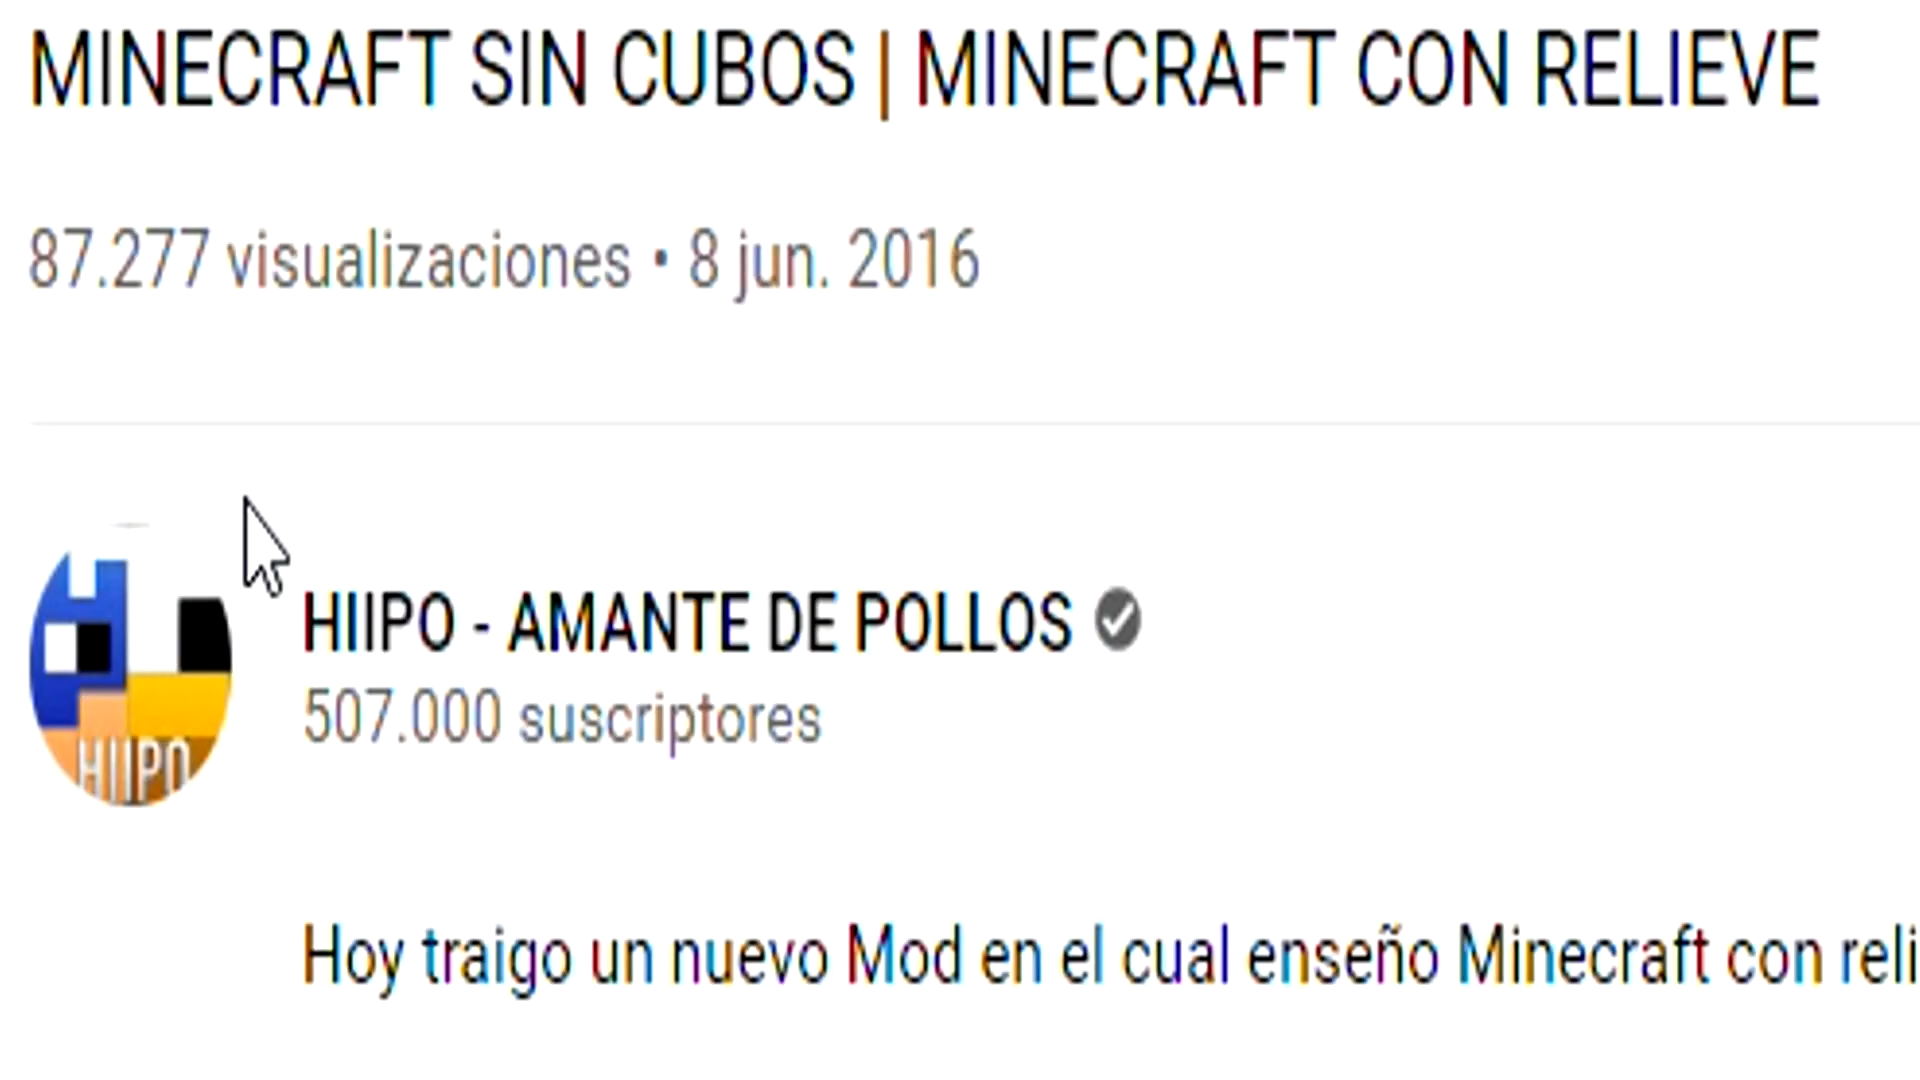 MINECRAFT SIN CUBOS | MINECRAFT CON RELIEVE
87.277 visualizaciones • 8 jun. 2016
HIIPO - AMANTE DE POLLOS
507.000 suscriptores
HIIPO
Hoy traigo un nuevo Mod en el cual enseño Minecraft con reli